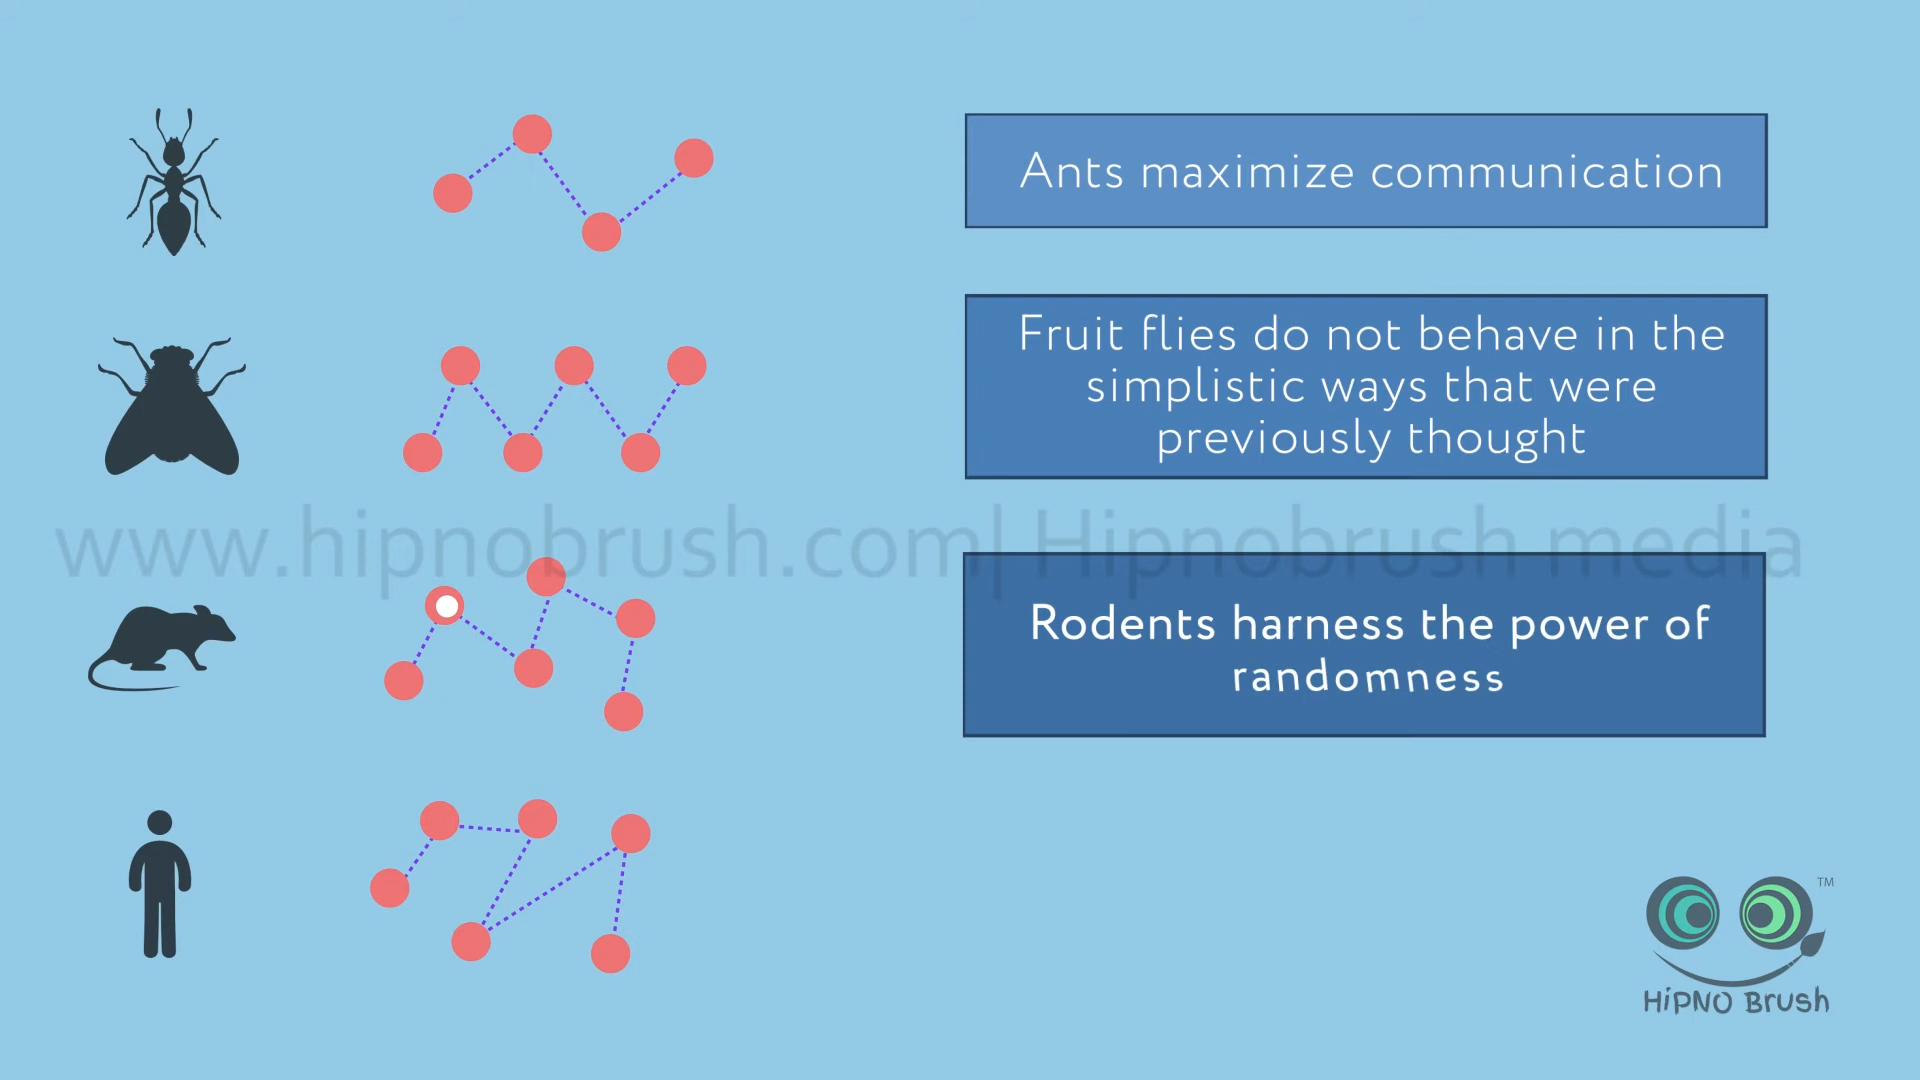 Ants maximize communication
Fruit flies do not behave in the
simplistic ways that were
previously thought
www.hipnobrush.com| Hipnobrush media
Rodents harness the power of
randomness
TM
HiPNO Brush